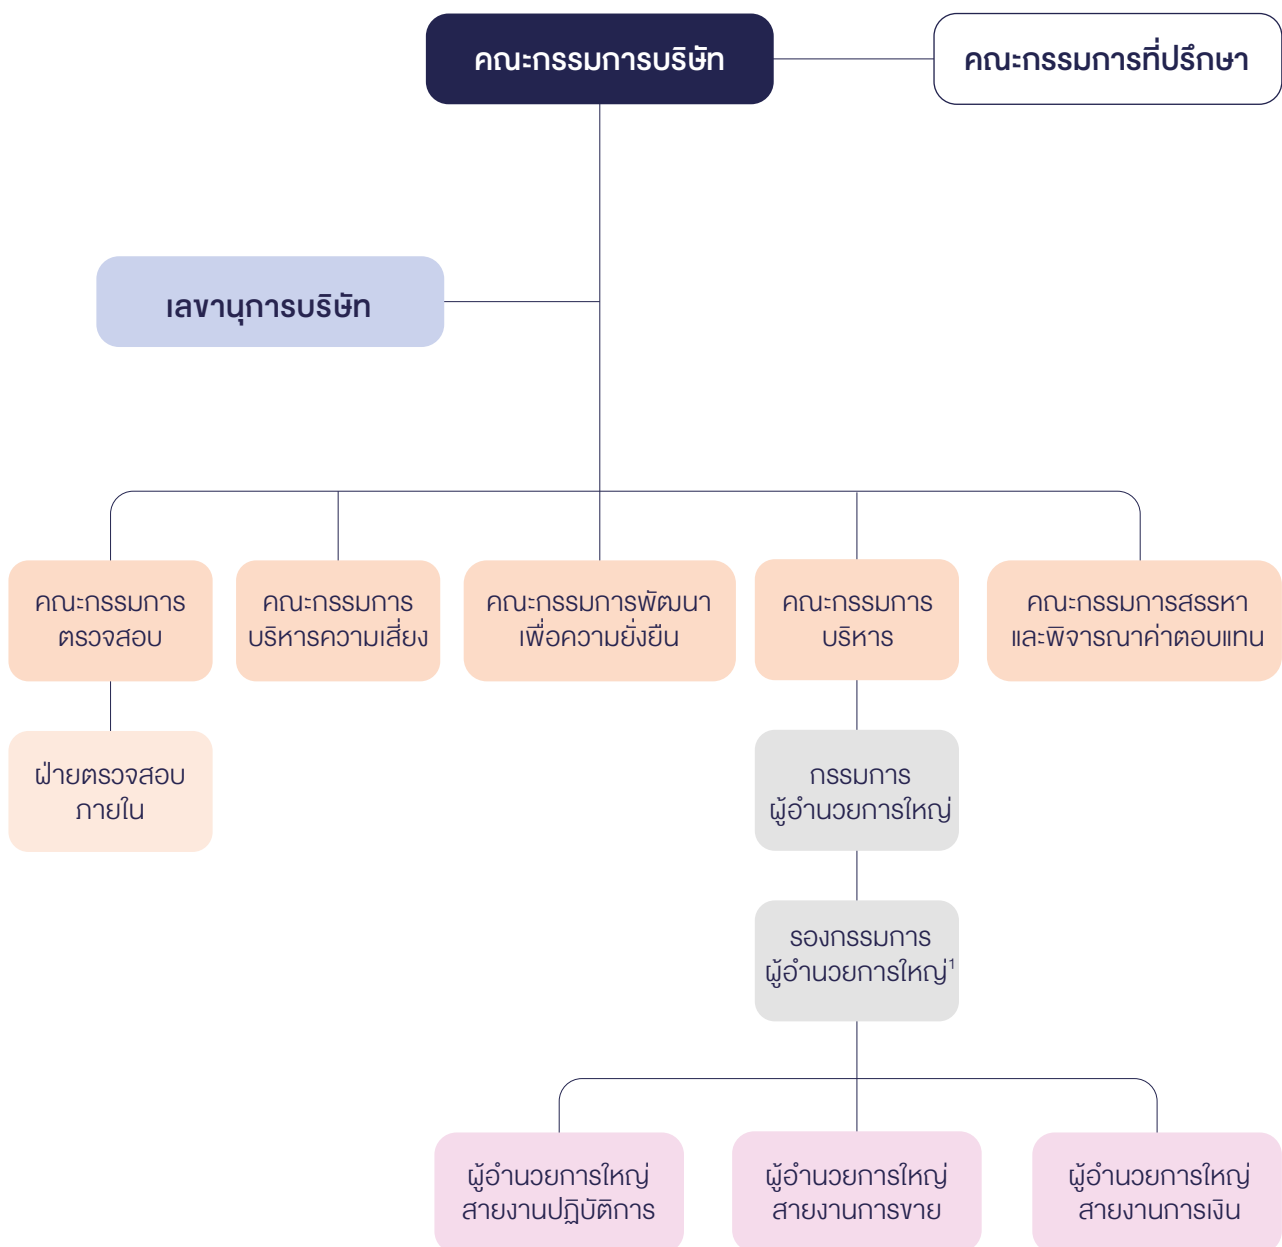 คณะกรรมการบริษัท
คณะกรรมการที่ปรึกษา
เลขานุการบริษัท
คณะกรรมการ
ตรวจสอบ
คณะกรรมการ
บริหารความเสี่ยง
คณะกรรมการพัฒนา
เพื่อความยั่งยืน
คณะกรรมการ
บริหาร
คณะกรรมการสรรหา
และพิจารณาค่าตอบแทน
ฝ่ายตรวจสอบ
ภายใน
กรรมการ
ผู้อำนวยการใหญ่
รองกรรมการ
ผู้อำนวยการใหญ่¹
ผู้อำนวยการใหญ่
สายงานปฏิบัติการ
ผู้อำนวยการใหญ่
สายงานการขาย
ผู้อำนวยการใหญ่
สายงานการเงิน